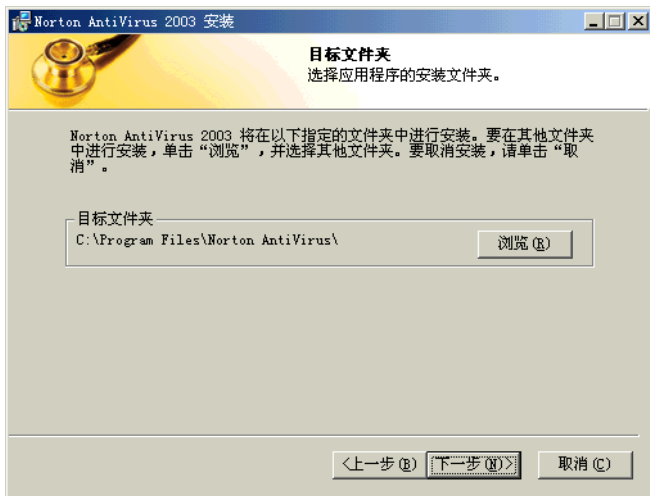 Norton AntiVirus 2003 安装
目标文件夹
选择应用程序的安装文件夹。
Norton AntiVirus 2003 将在以下指定的文件夹中进行安装。要在其他文件夹
中进行安装，单击“浏览”，并选择其他文件夹。要取消安装，请单击“取
消”。
目标文件夹
C:\Program Files\Norton AntiVirus\
浏览(R)
<上一步(B) 下一步(N)> 取消(C)